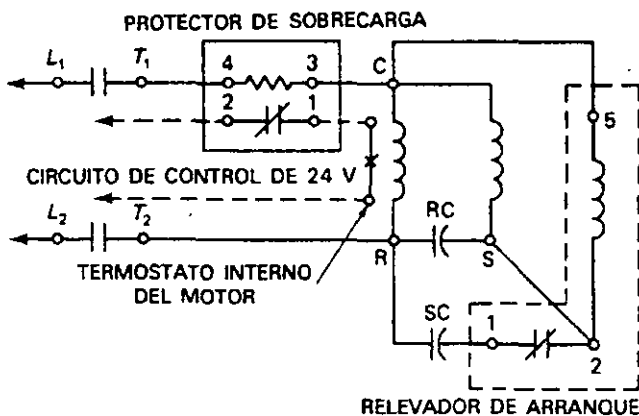 PROTECTOR DE SOBRECARGA
L₁ T₁ 4 3 C
2 1 5
CIRCUITO DE CONTROL DE 24 V
L₂ T₂ RC
R S
TERMOSTATO INTERNO
DEL MOTOR
SC 1
2
RELEVADOR DE ARRANQUE